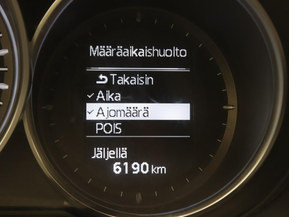 Määräaikaishuolto
Takaisin
Aika
Ajomäärä
POIS
Jäljellä
6190 km